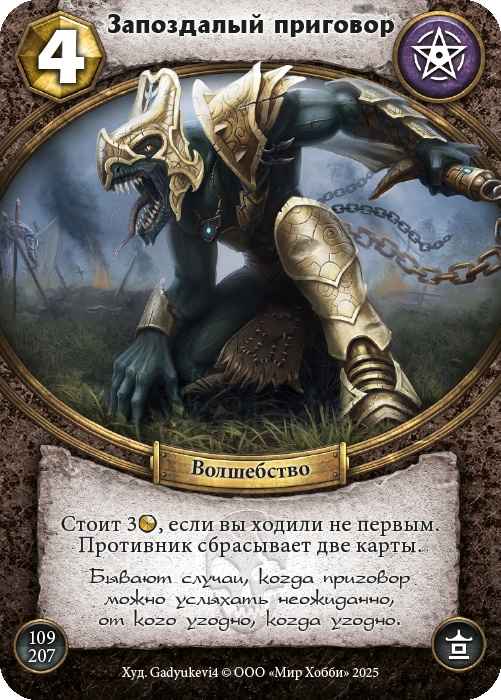 4
Запоздалый приговор
Волшебство
Стоит 3, если вы ходили не первым.
Противник сбрасывает две карты.
Бывают случаи, когда приговор
можно услыхать неожиданно,
от кого угодно, когда угодно.
109
207
Худ. Gadyukevi4 © ООО «Мир Хобби» 2025